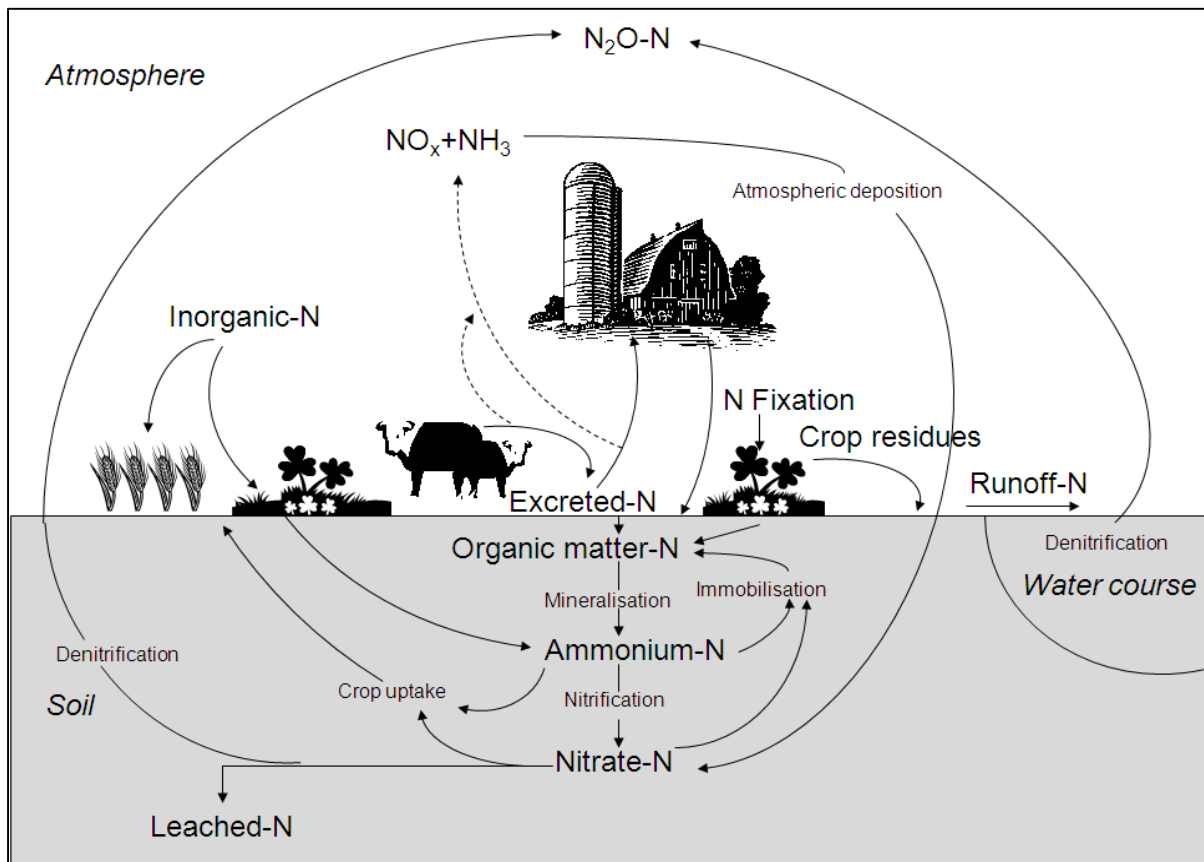 N₂O-N
Atmosphere
NOₓ+NH₃
Atmospheric deposition
Inorganic-N
N Fixation
Crop residues
Runoff-N
Excreted-N
Organic matter-N
Denitrification
Water course
Mineralisation
Immobilisation
Ammonium-N
Denitrification
Soil
Crop uptake
Nitrification
Nitrate-N
Leached-N